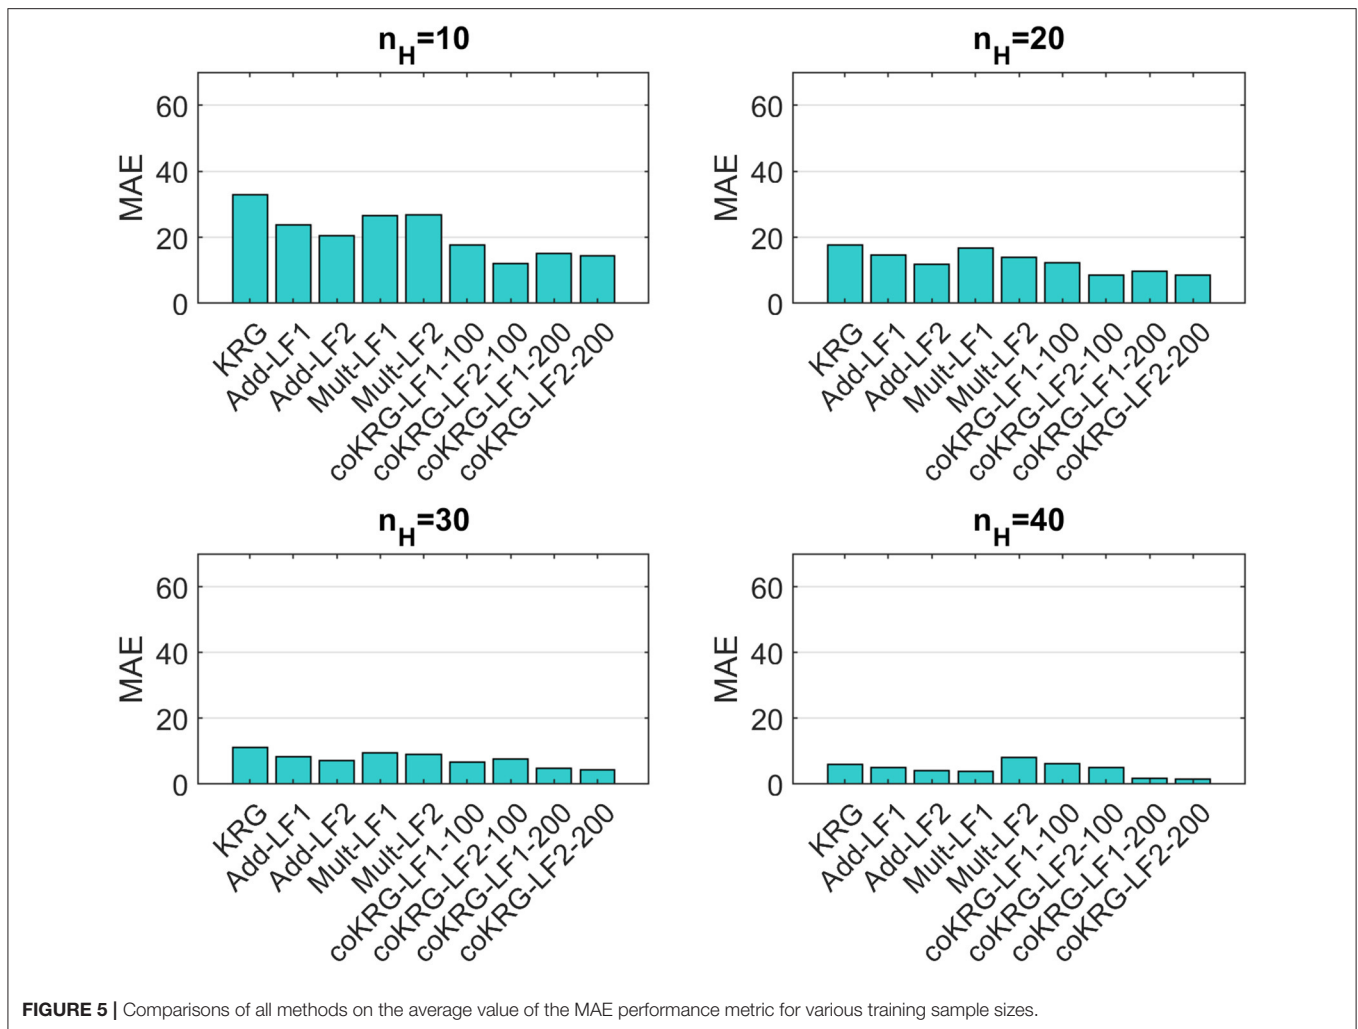 n_H=10
MAE
60
40
20
0
KRG
Add-LF1
Add-LF2
Mult-LF1
Mult-LF2
coKRG-LF1-100
coKRG-LF2-100
coKRG-LF1-200
coKRG-LF2-200
n_H=20
MAE
60
40
20
0
KRG
Add-LF1
Add-LF2
Mult-LF1
Mult-LF2
coKRG-LF1-100
coKRG-LF2-100
coKRG-LF1-200
coKRG-LF2-200
n_H=30
MAE
60
40
20
0
KRG
Add-LF1
Add-LF2
Mult-LF1
Mult-LF2
coKRG-LF1-100
coKRG-LF2-100
coKRG-LF1-200
coKRG-LF2-200
n_H=40
MAE
60
40
20
0
KRG
Add-LF1
Add-LF2
Mult-LF1
Mult-LF2
coKRG-LF1-100
coKRG-LF2-100
coKRG-LF1-200
coKRG-LF2-200
FIGURE 5 | Comparisons of all methods on the average value of the MAE performance metric for various training sample sizes.